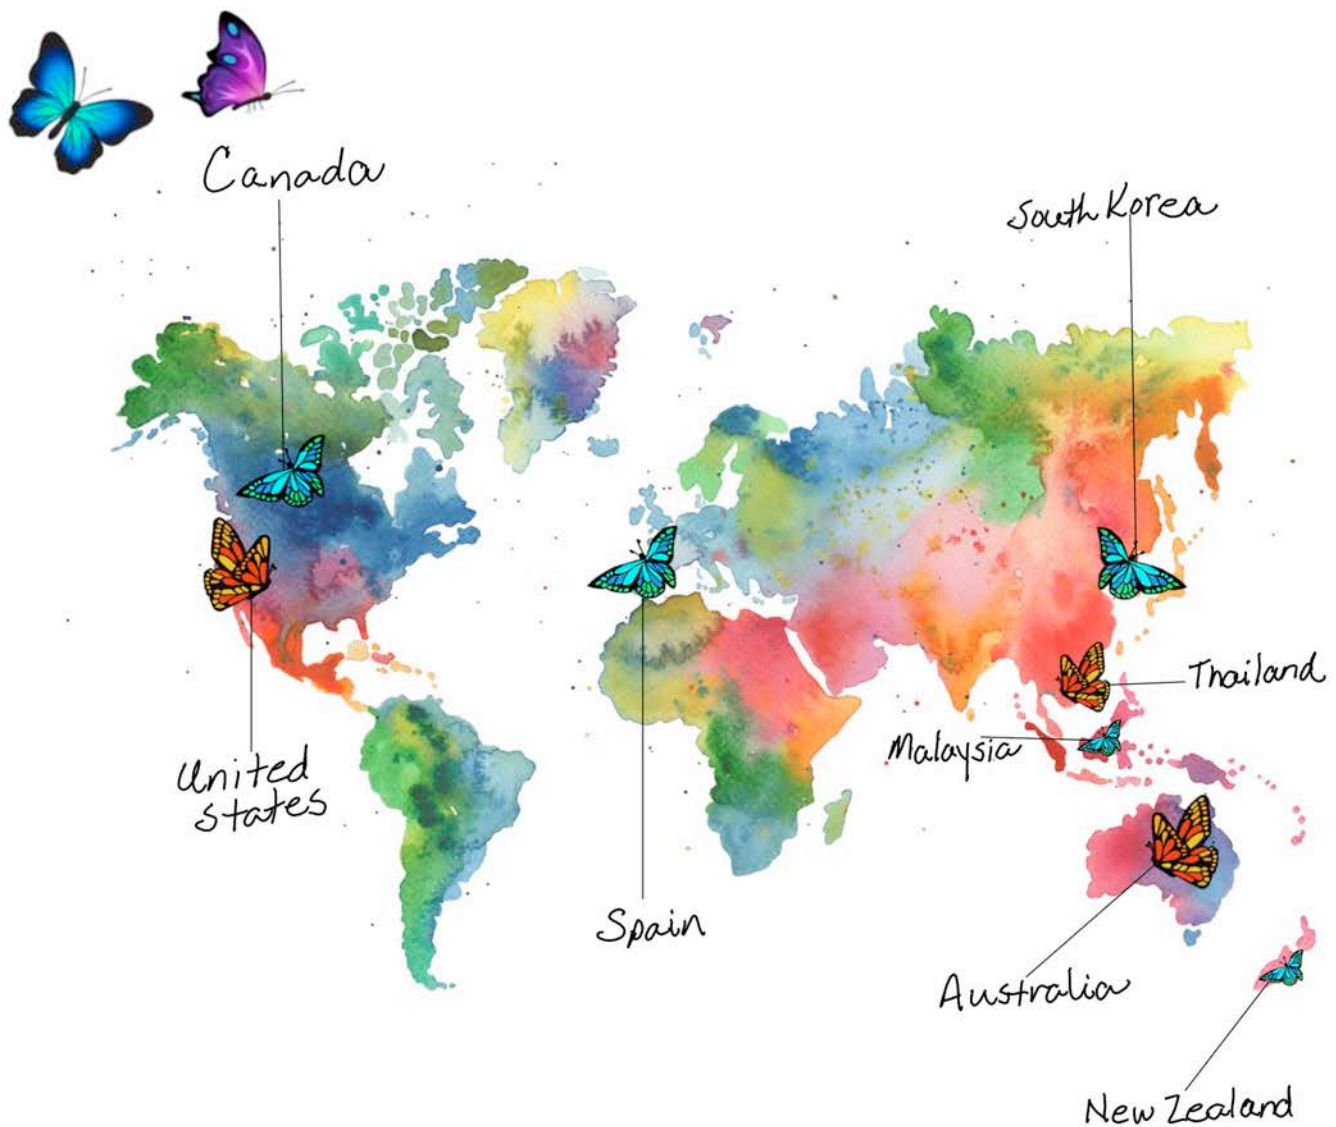 Canada
South Korea
Thailand
Malaysia
United
states
Spain
Australia
New Zealand